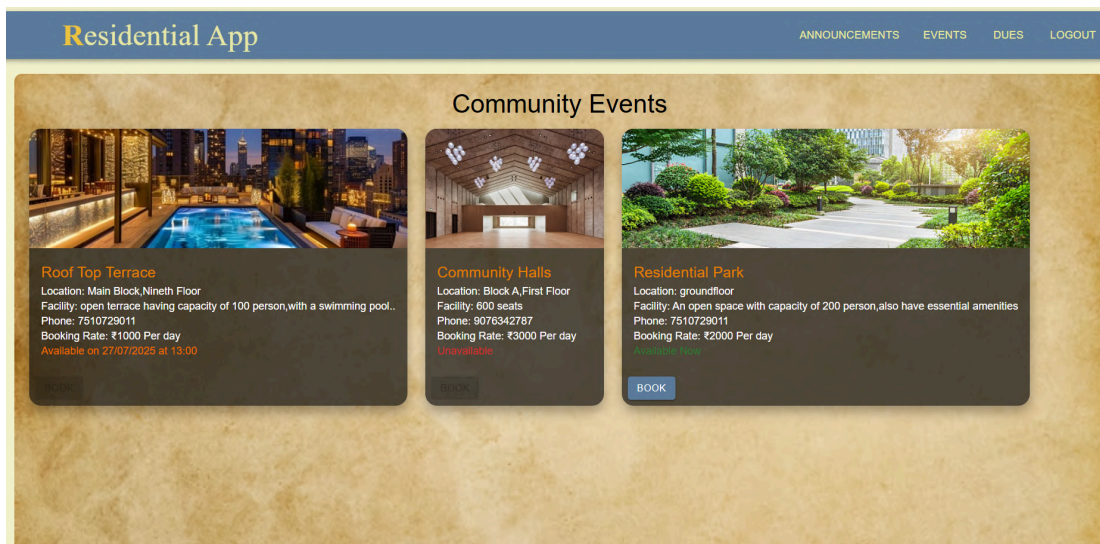 Residential App
ANNOUNCEMENTS EVENTS DUES LOGOUT
Community Events
Roof Top Terrace
Location: Main Block,Nineth Floor
Facility: open terrace having capacity of 100 person,with a swimming pool..
Phone: 7510729011
Booking Rate: ₹1000 Per day
Available on 27/07/2025 at 13:00
BOOK
Community Halls
Location: Block A,First Floor
Facility: 600 seats
Phone: 9076342787
Booking Rate: ₹3000 Per day
Unavailable
BOOK
Residential Park
Location: groundfloor
Facility: An open space with capacity of 200 person,also have essential amenities
Phone: 7510729011
Booking Rate: ₹2000 Per day
Available Now
BOOK